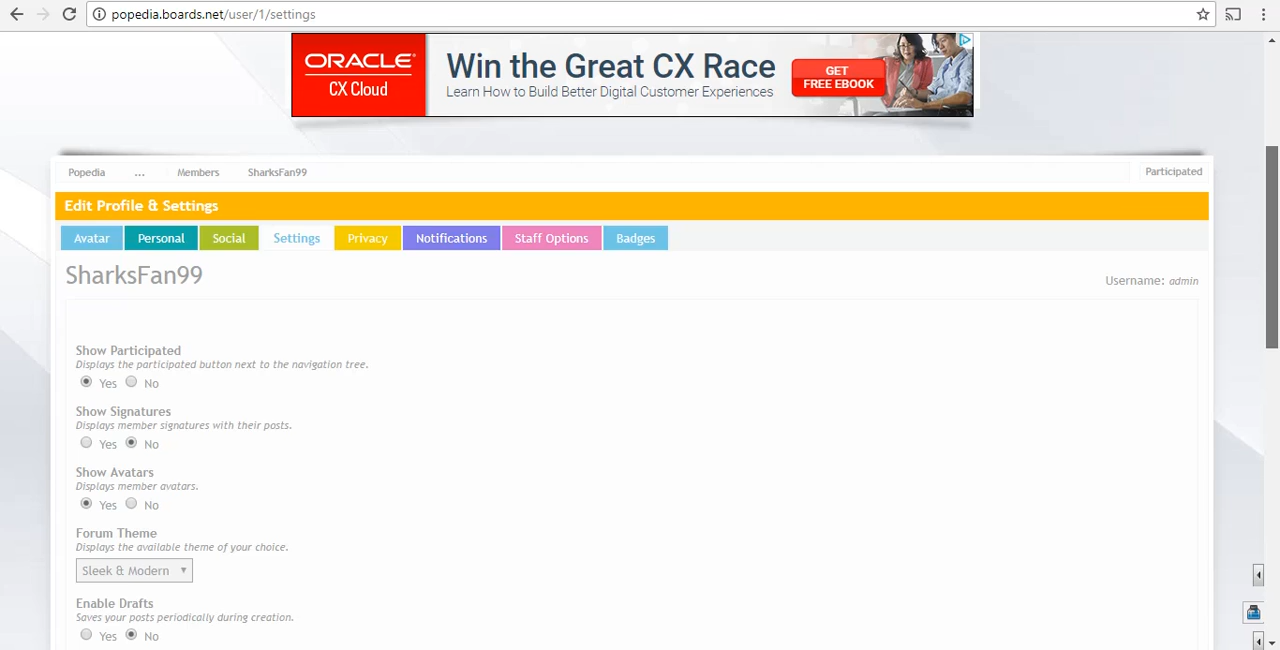 popedia.boards.net/user/1/settings
ORACLE®
CX Cloud
Win the Great CX Race
Learn How to Build Better Digital Customer Experiences
GET
FREE EBOOK
Popedia ... Members SharksFan99 Participated
Edit Profile & Settings
Avatar Personal Social Settings Privacy Notifications Staff Options Badges
SharksFan99
Username: admin
Show Participated
Displays the participated button next to the navigation tree.
Yes No
Show Signatures
Displays member signatures with their posts.
Yes No
Show Avatars
Displays member avatars.
Yes No
Forum Theme
Displays the available theme of your choice.
Sleek & Modern
Enable Drafts
Saves your posts periodically during creation.
Yes No